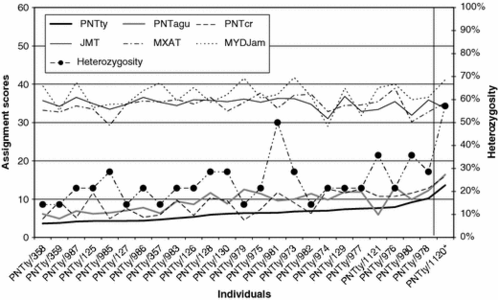 60
50
40
30
20
10
0
Assignment scores
100%
90%
80%
70%
60%
50%
40%
30%
20%
10%
0%
Heterozygosity
PNTty
PNTagu
PNTcr
JMT
MXAT
MYDJam
Heterozygosity
PNTty/358
PNTty/359
PNTty/987
PNTty/125
PNTty/985
PNTty/127
PNTty/986
PNTty/357
PNTty/983
PNTty/126
PNTty/128
PNTty/130
PNTty/979
PNTty/975
PNTty/981
PNTty/973
PNTty/982
PNTty/974
PNTty/129
PNTty/977
PNTty/1121
PNTty/976
PNTty/980
PNTty/978
PNTty/1120*
Individuals